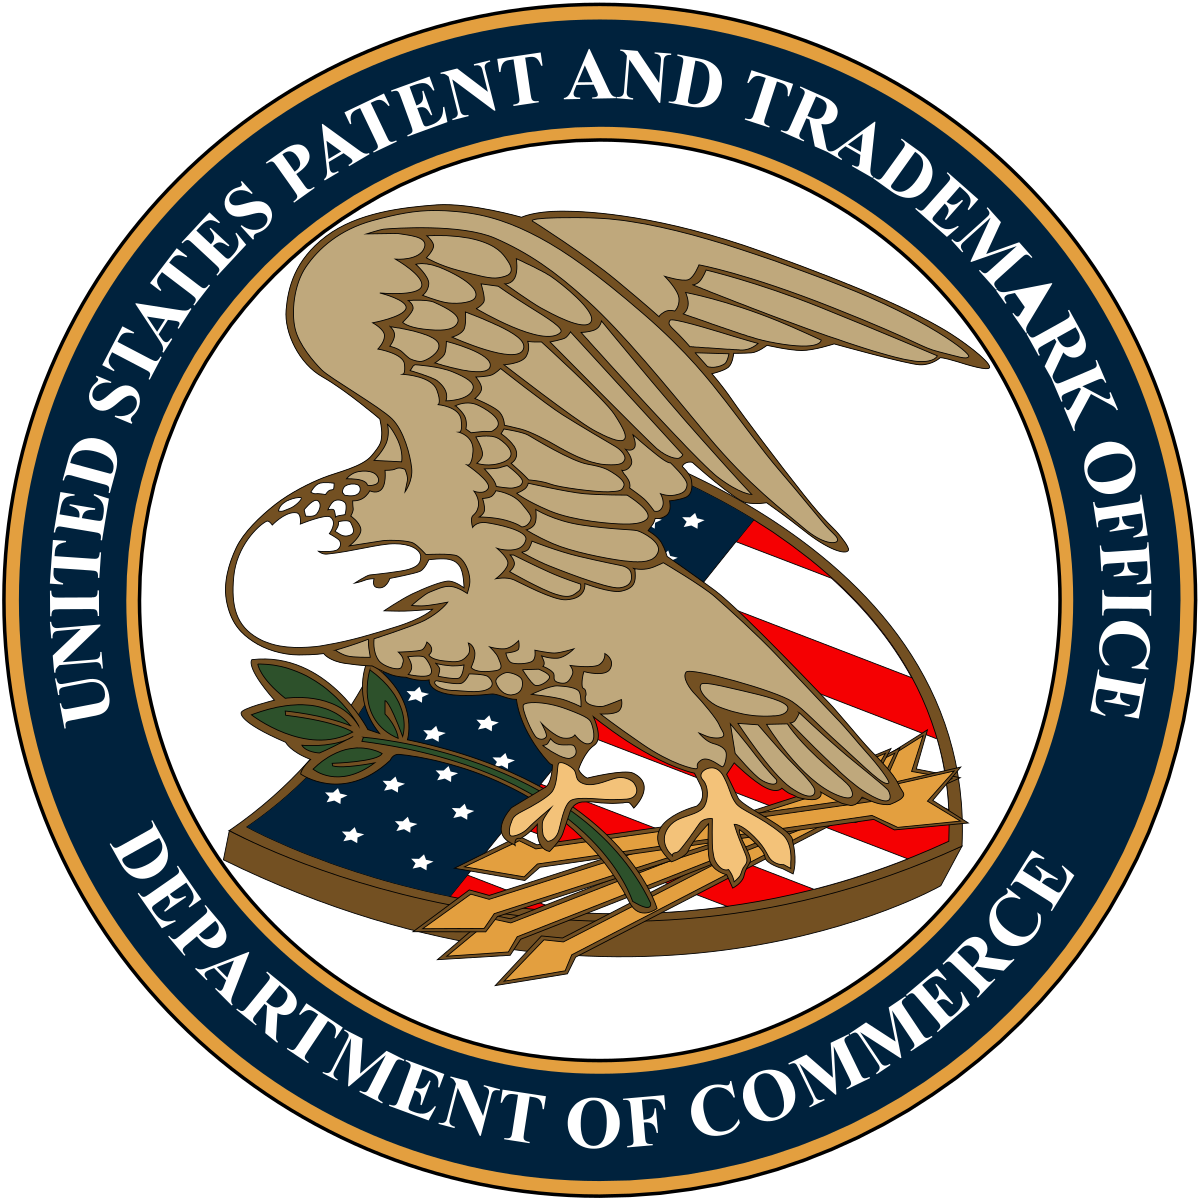 UNITED STATES PATENT AND TRADEMARK OFFICE
DEPARTMENT OF COMMERCE